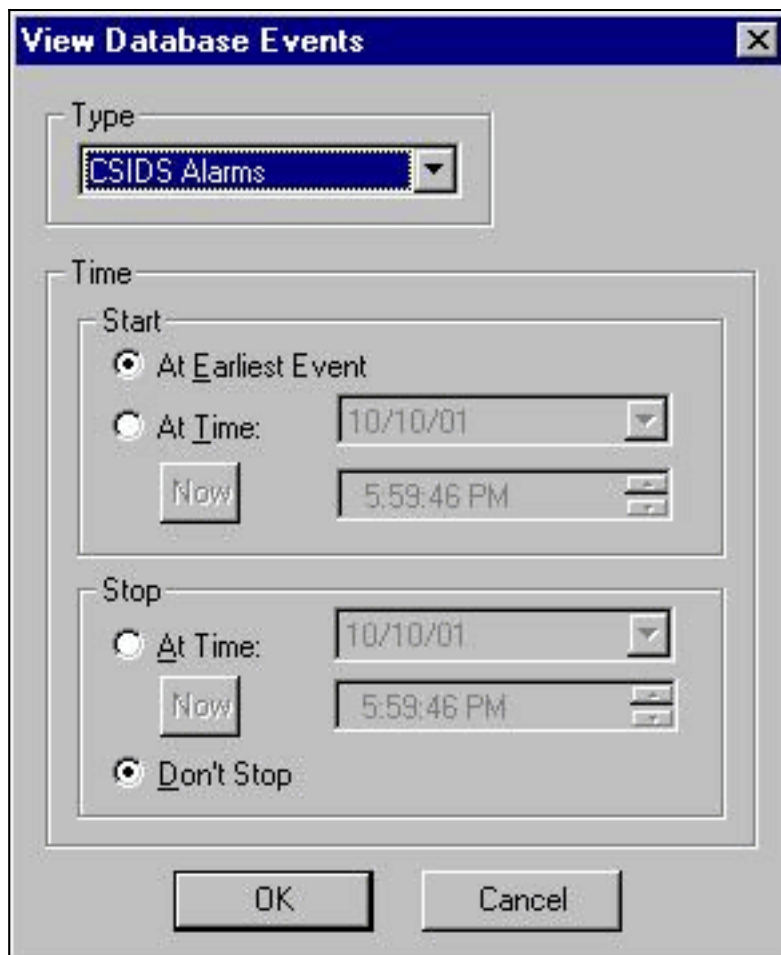 View Database Events
Type
CSIDS Alarms
Time
Start
At Earliest Event
At Time:
10/10/01
Now
5:59:46 PM
Stop
At Time:
10/10/01
Now
5:59:46 PM
Don't Stop
OK
Cancel